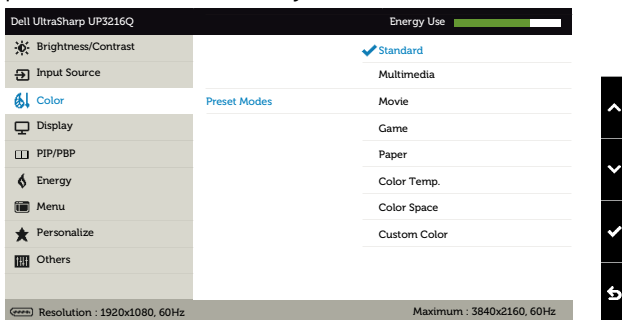 Dell UltraSharp UP3216Q Energy Use
Brightness/Contrast Standard
Input Source Multimedia
Color Preset Modes Movie
Display Game
PIP/PBP Paper
Energy Color Temp.
Menu Color Space
Personalize Custom Color
Others
Resolution : 1920x1080, 60Hz Maximum : 3840x2160, 60Hz